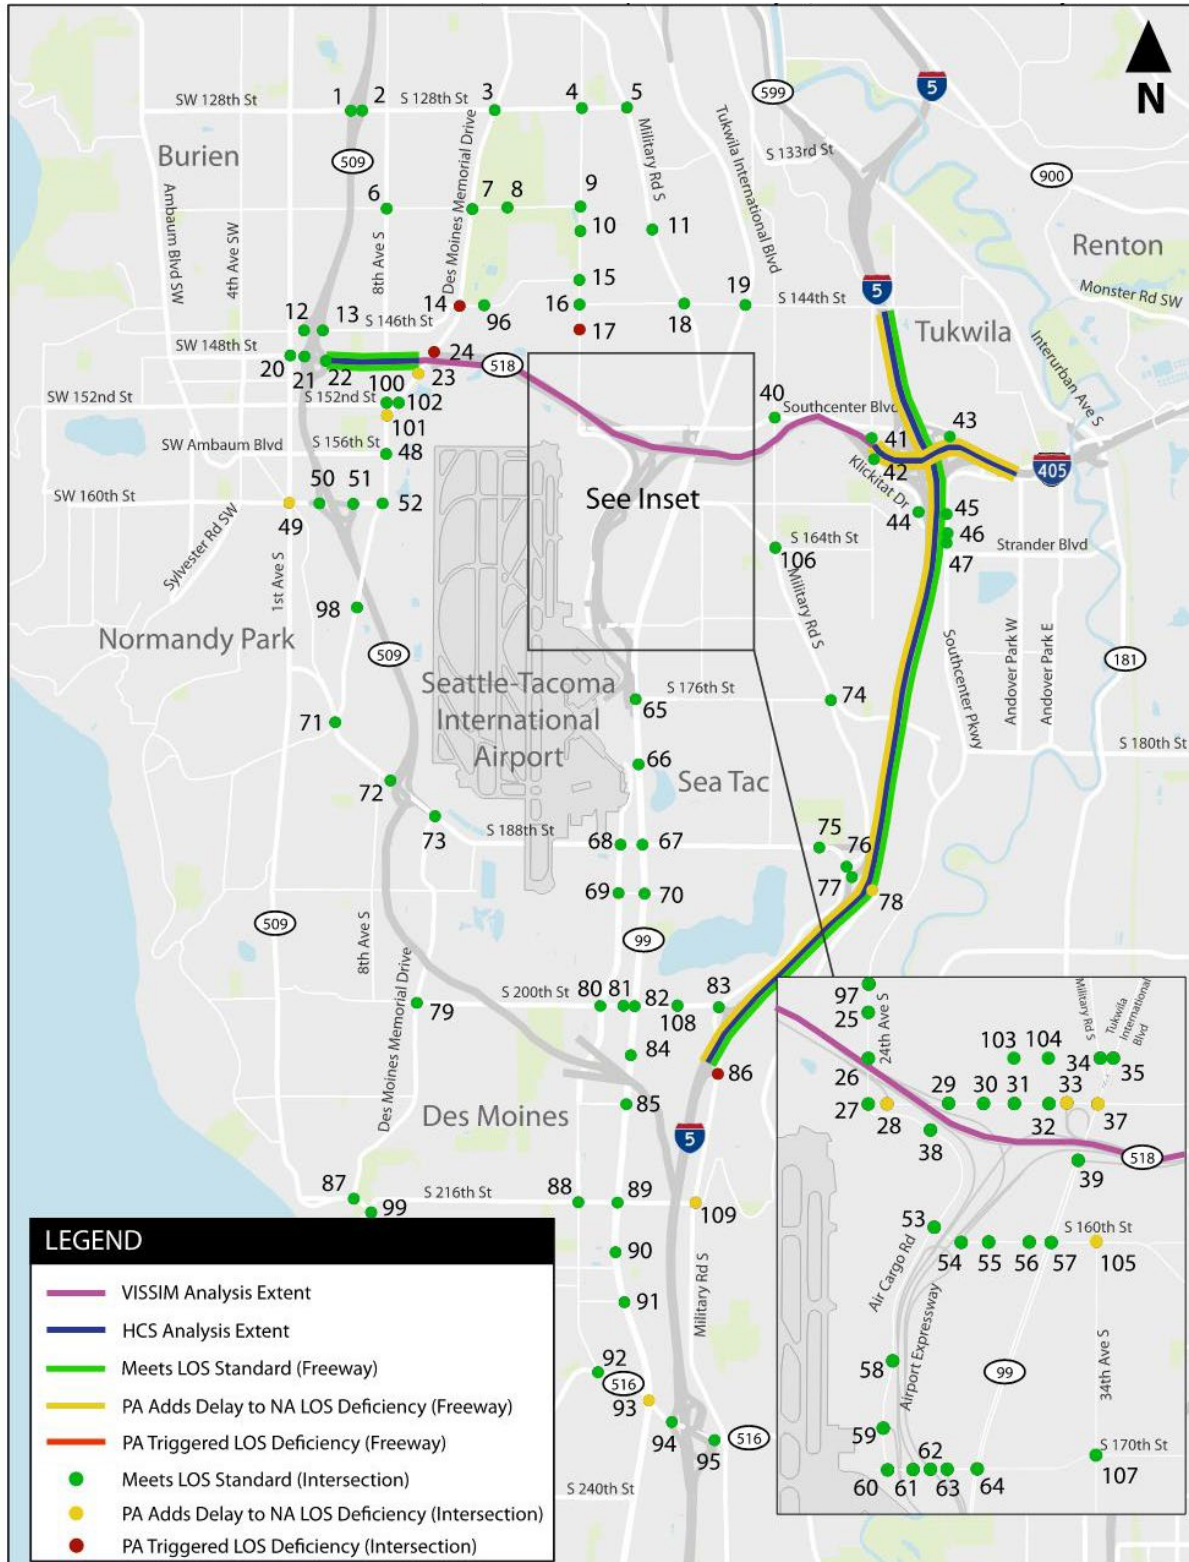 5
N
599
SW 128th St
1
2
S 128th St
3
4
5
Burien
509
Des Moines Memorial Drive
Military Rd S
Tukwila International Blvd
S 133rd St
900
Ambaum Blvd SW
4th Ave SW
8th Ave S
6
7
8
9
10
11
Renton
Monster Rd SW
15
5
12
13
S 146th St
14
96
16
17
18
19
S 144th St
Tukwila
Interurban Ave S
SW 148th St
20
21
22
24
23
518
100
SW 152nd St
S 152nd St
102
101
40
Southcenter Blvd
41
42
43
405
SW Ambaum Blvd
S 156th St
48
Klickitat Dr
See Inset
SW 160th St
50
51
52
49
44
45
46
47
Sylvester Rd SW
S 164th St
106
Strander Blvd
1st Ave S
Military Rd S
98
Normandy Park
509
Southcenter Pkwy
Andover Park W
Andover Park E
181
Seattle-Tacoma
International
Airport
S 176th St
65
74
71
66
Sea Tac
S 180th St
72
73
S 188th St
68
67
75
76
77
78
69
70
509
8th Ave S
99
Des Moines Memorial Drive
79
S 200th St
80
81
82
108
83
84
86
85
Des Moines
5
87
99
S 216th St
88
89
109
90
91
Military Rd S
92
516
93
94
95
516
S 240th St
97
25
24th Ave S
Military Rd S
Tukwila
International
Blvd
103
104
34
35
26
27
28
29
30
31
32
33
37
38
518
39
53
Air Cargo Rd
54
55
56
57
S 160th St
105
Airport Expressway
58
99
34th Ave S
59
60
61
62
63
64
S 170th St
107
LEGEND
VISSIM Analysis Extent
HCS Analysis Extent
Meets LOS Standard (Freeway)
PA Adds Delay to NA LOS Deficiency (Freeway)
PA Triggered LOS Deficiency (Freeway)
Meets LOS Standard (Intersection)
PA Adds Delay to NA LOS Deficiency (Intersection)
PA Triggered LOS Deficiency (Intersection)